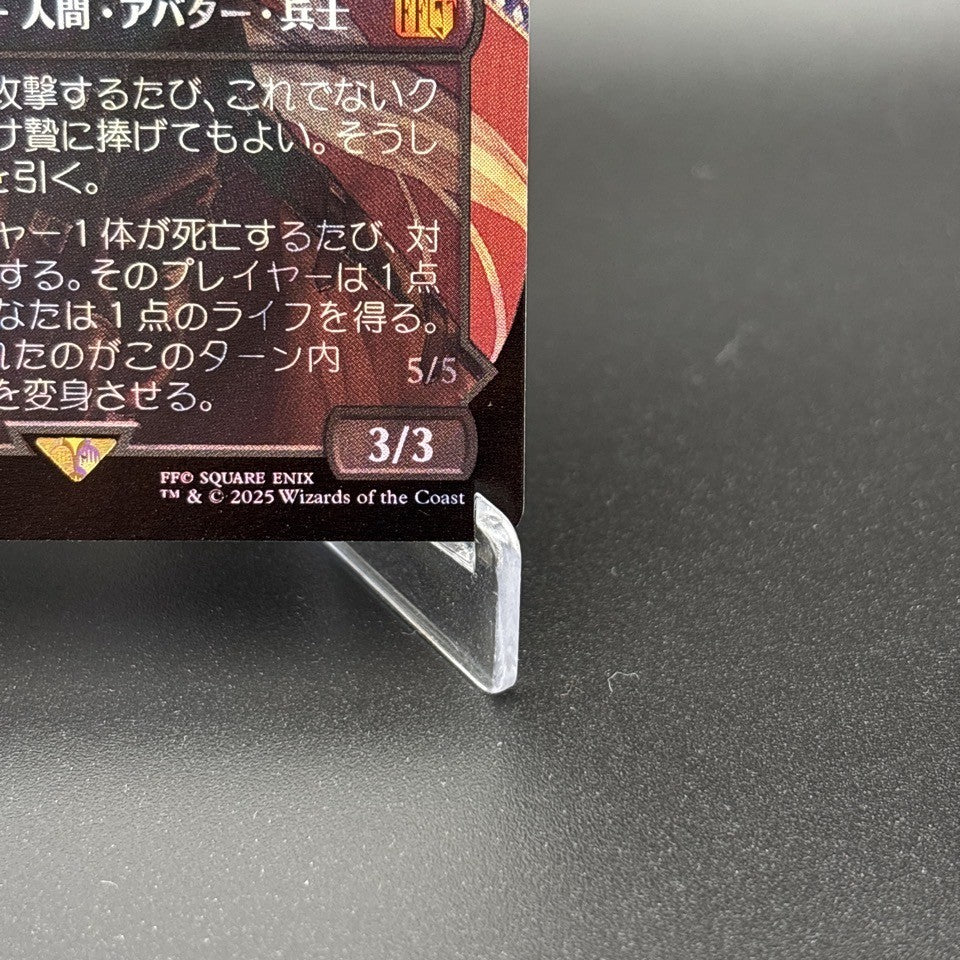 - 人間・アバター・兵士
攻撃するたび、これでないク
け贄に捧げてもよい。そうし
を引く。
ャー１体が死亡するたび、対
する。そのプレイヤーは１点
なたは１点のライフを得る。
れたのがこのターン内
5/5
を変身させる。
3/3
FF© SQUARE ENIX
™ & © 2025 Wizards of the Coast